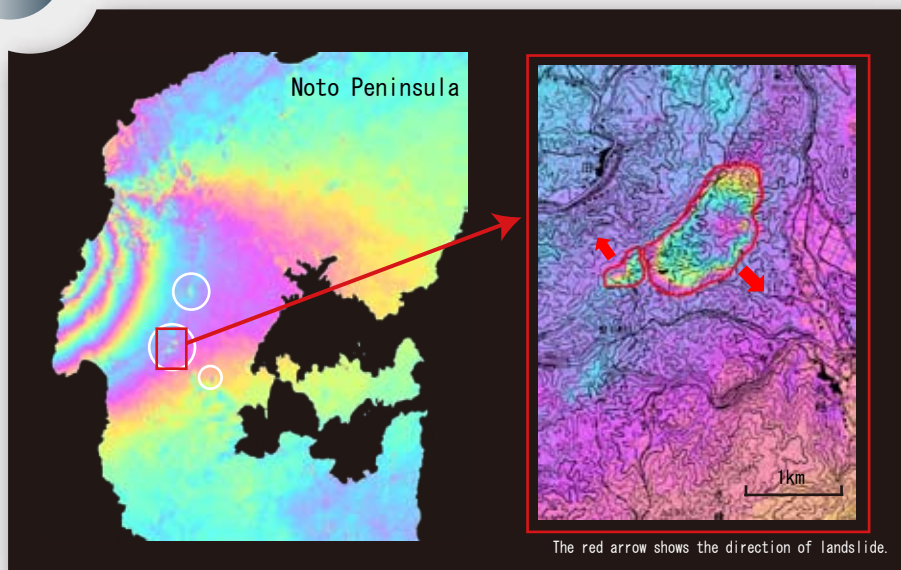 Noto Peninsula
1km
The red arrow shows the direction of landslide.